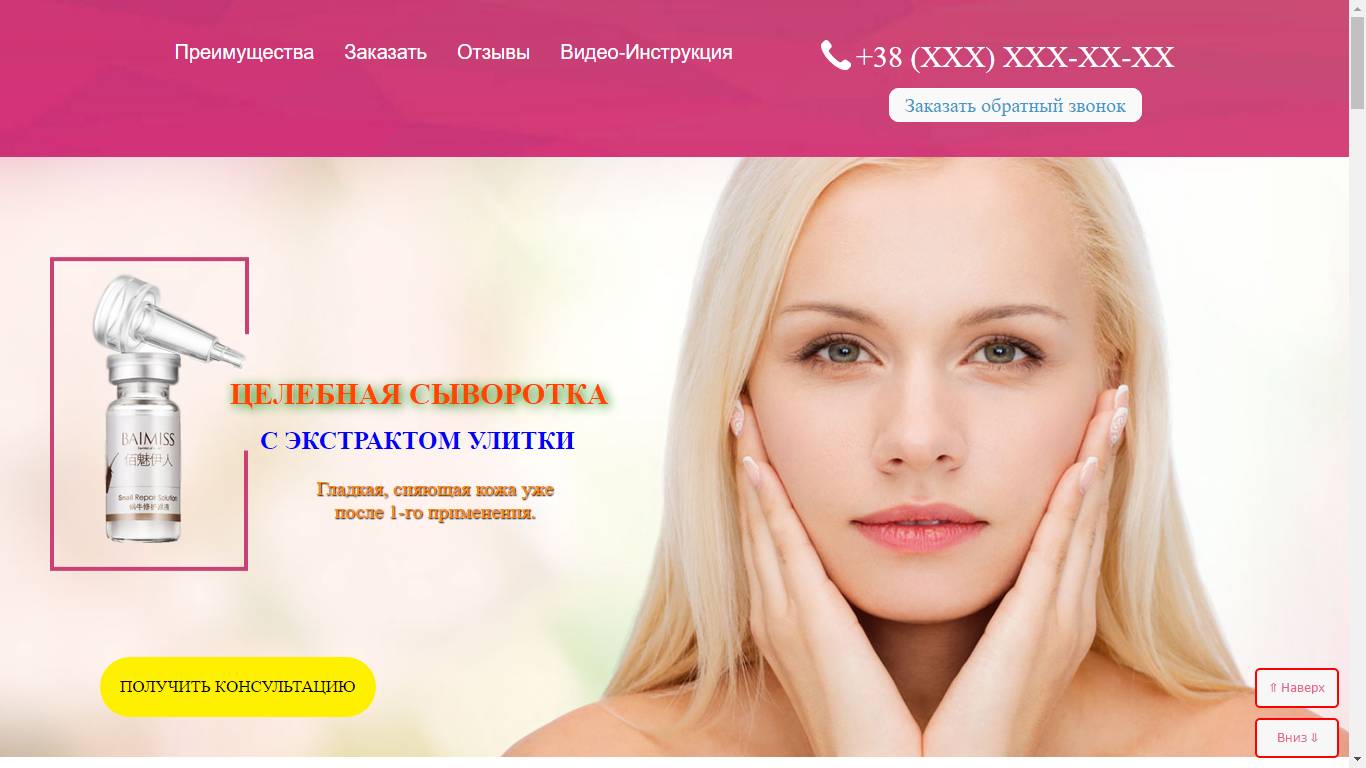 Преимущества Заказать Отзывы Видео-Инструкция
+38 (XXX) XXX-XX-XX
Заказать обратный звонок
BAIMISS
佰魅伊人
Snail Repair Solution
蜗牛修护原液
ЦЕЛЕБНАЯ СЫВОРОТКА
С ЭКСТРАКТОМ УЛИТКИ
Гладкая, сияющая кожа уже
после 1-го применения.
ПОЛУЧИТЬ КОНСУЛЬТАЦИЮ
⇑ Наверх
Вниз ⇓